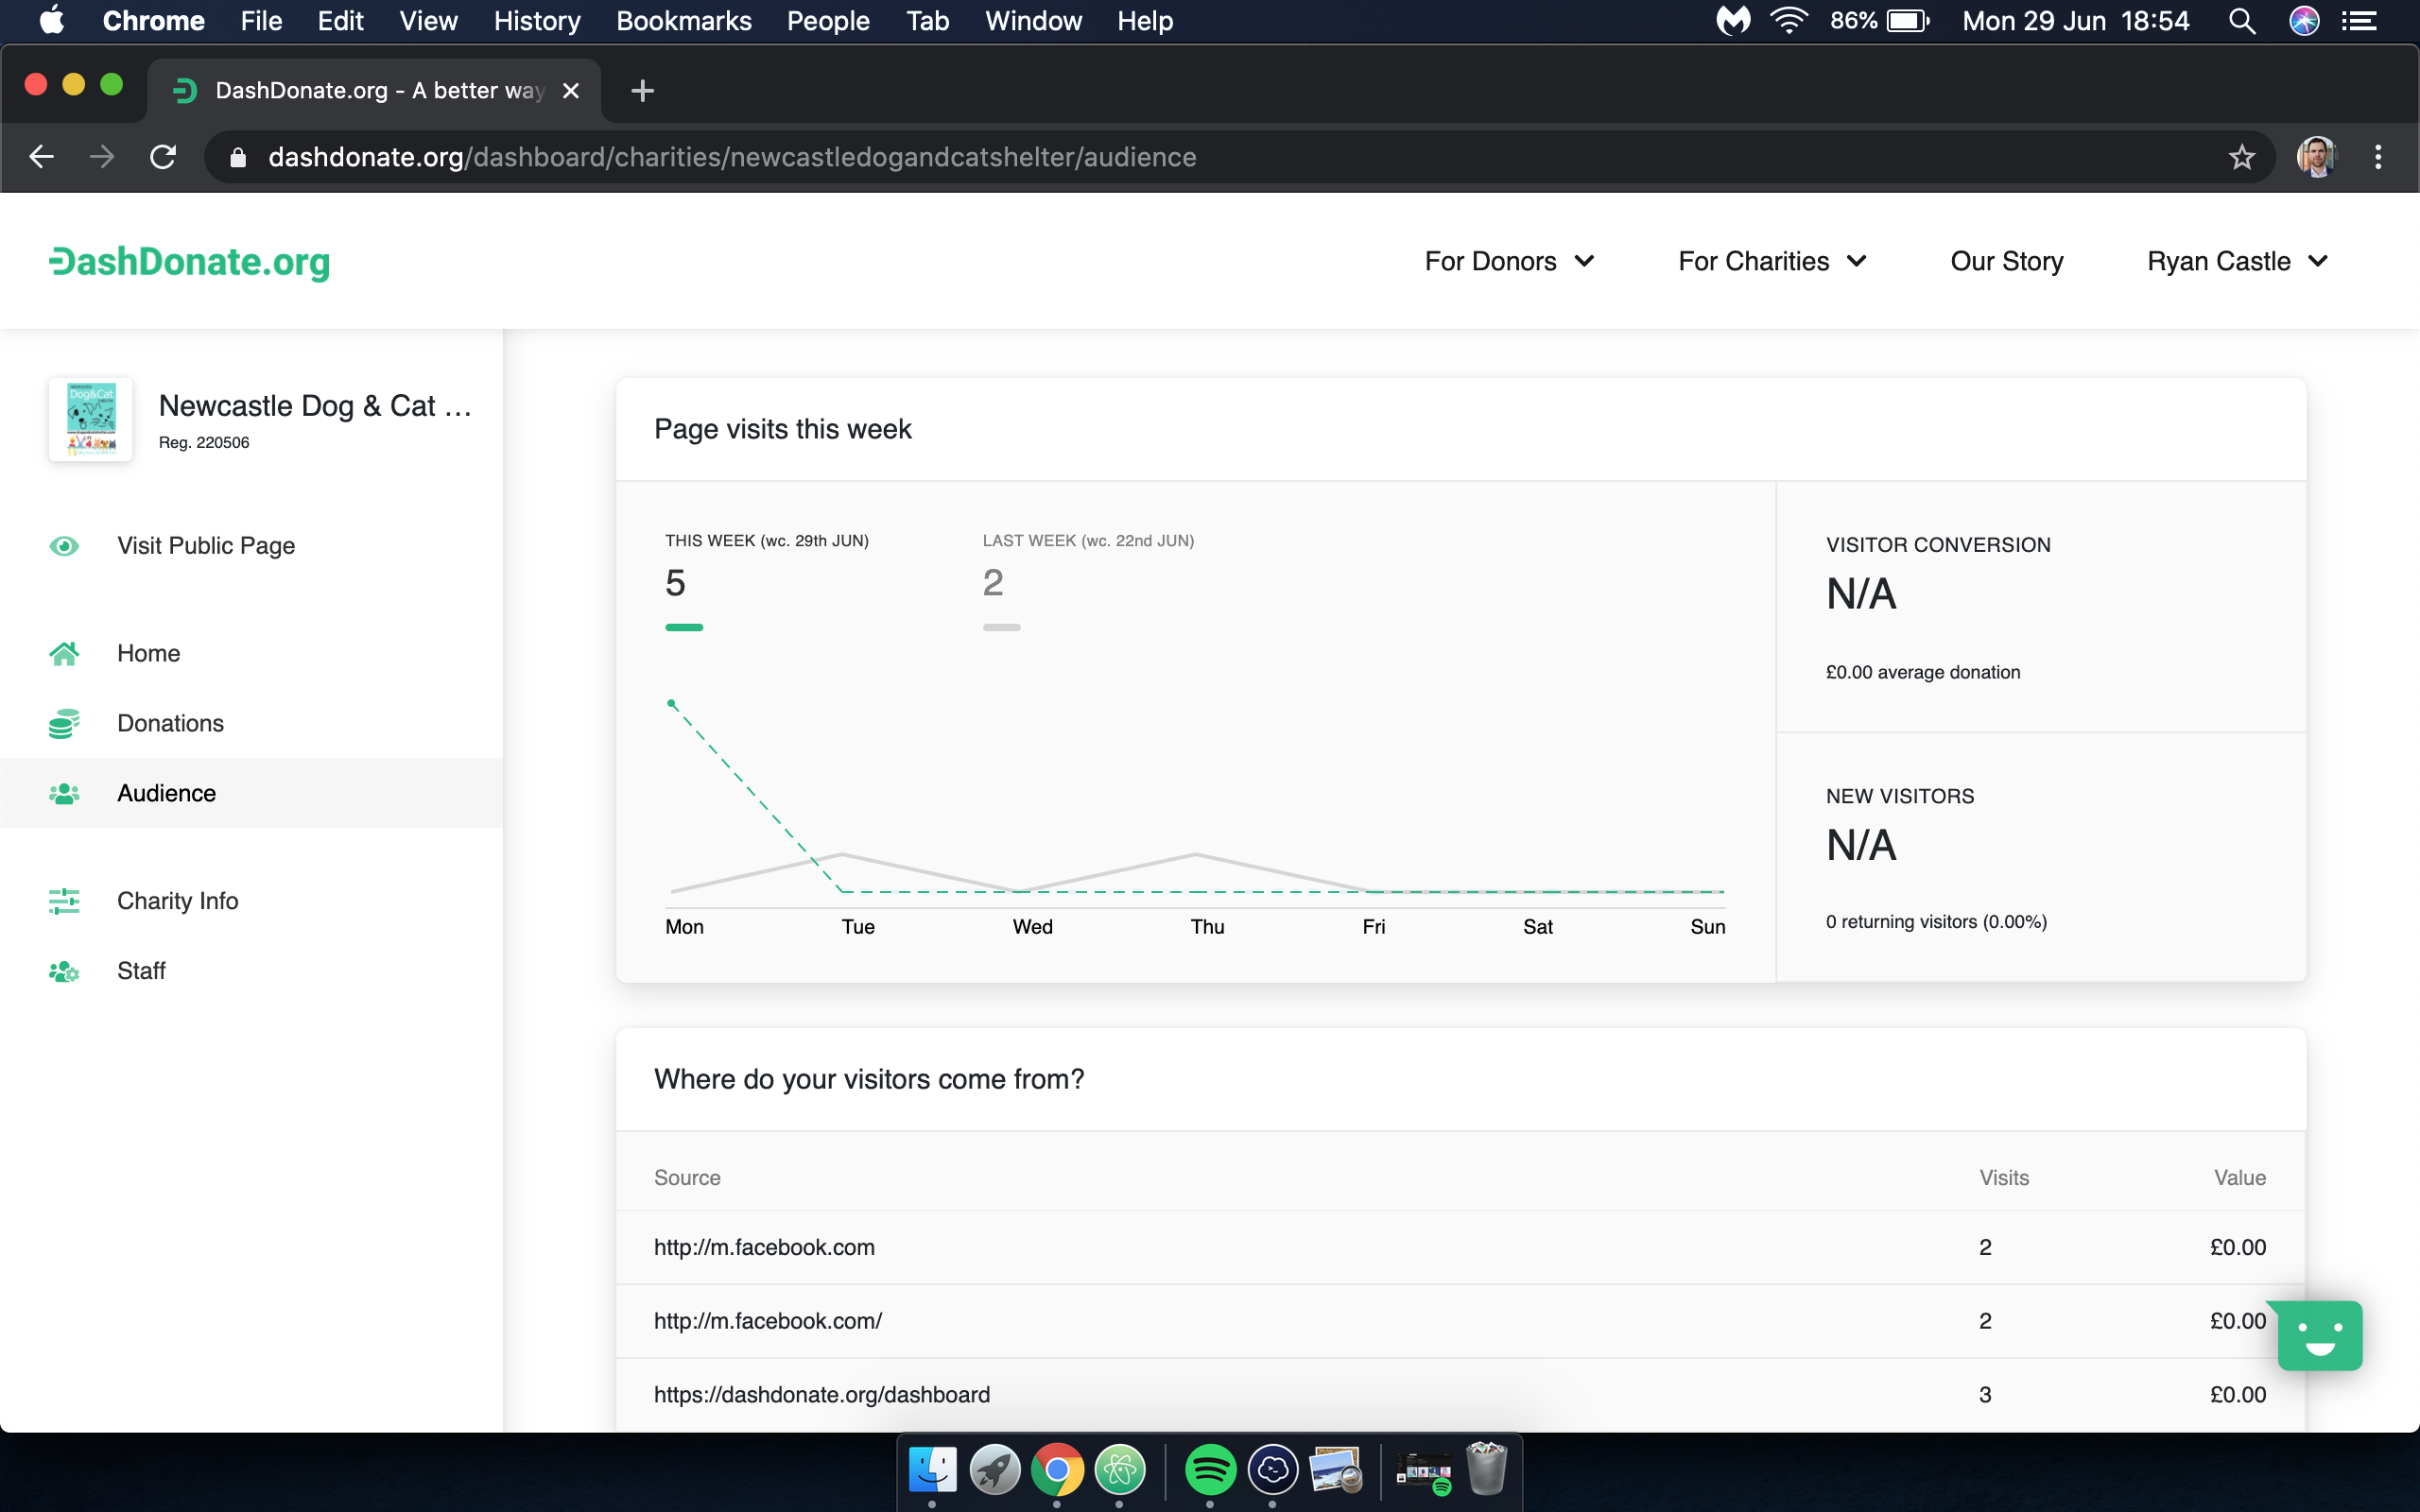 Chrome File Edit View History Bookmarks People Tab Window Help 86% Mon 29 Jun 18:54
DashDonate.org - A better way
dashdonate.org/dashboard/charities/newcastledogandcatshelter/audience
DashDonate.org
For Donors For Charities Our Story Ryan Castle
Dog&Cat
Newcastle Dog & Cat ...
Reg. 220506
Visit Public Page
Home
Donations
Audience
Charity Info
Staff
Page visits this week
THIS WEEK (wc. 29th JUN) LAST WEEK (wc. 22nd JUN)
5 2
Mon Tue Wed Thu Fri Sat Sun
VISITOR CONVERSION
N/A
£0.00 average donation
NEW VISITORS
N/A
0 returning visitors (0.00%)
Where do your visitors come from?
Source Visits Value
http://m.facebook.com 2 £0.00
http://m.facebook.com/ 2 £0.00
https://dashdonate.org/dashboard 3 £0.00